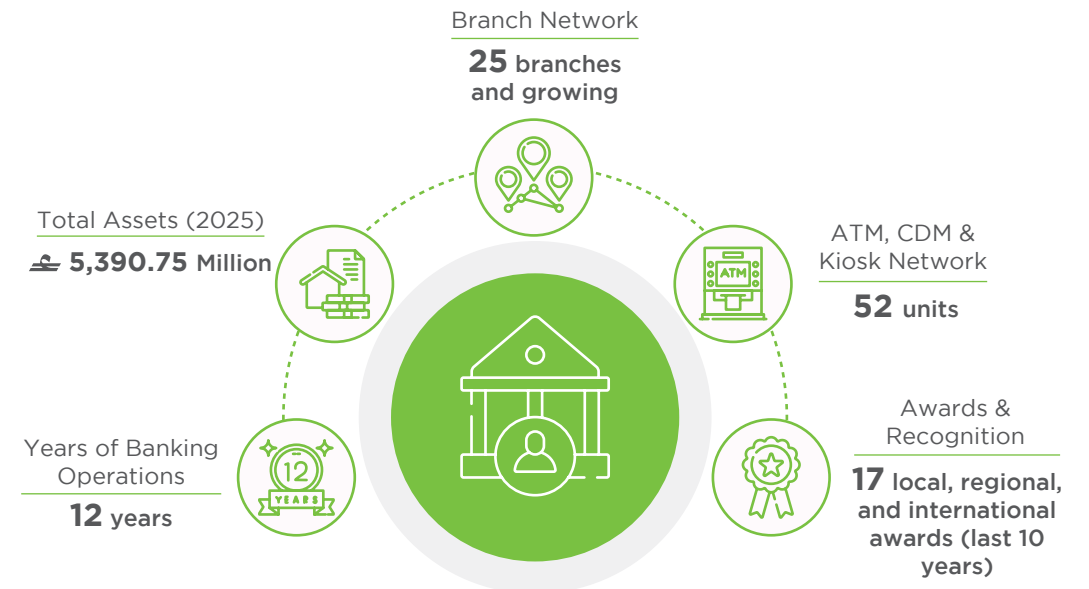 Branch Network
25 branches
and growing
Total Assets (2025)
5,390.75 Million
ATM, CDM &
Kiosk Network
52 units
ATM
Years of Banking
Operations
12 years
12
YEARS
Awards &
Recognition
17 local, regional,
and international
awards (last 10
years)